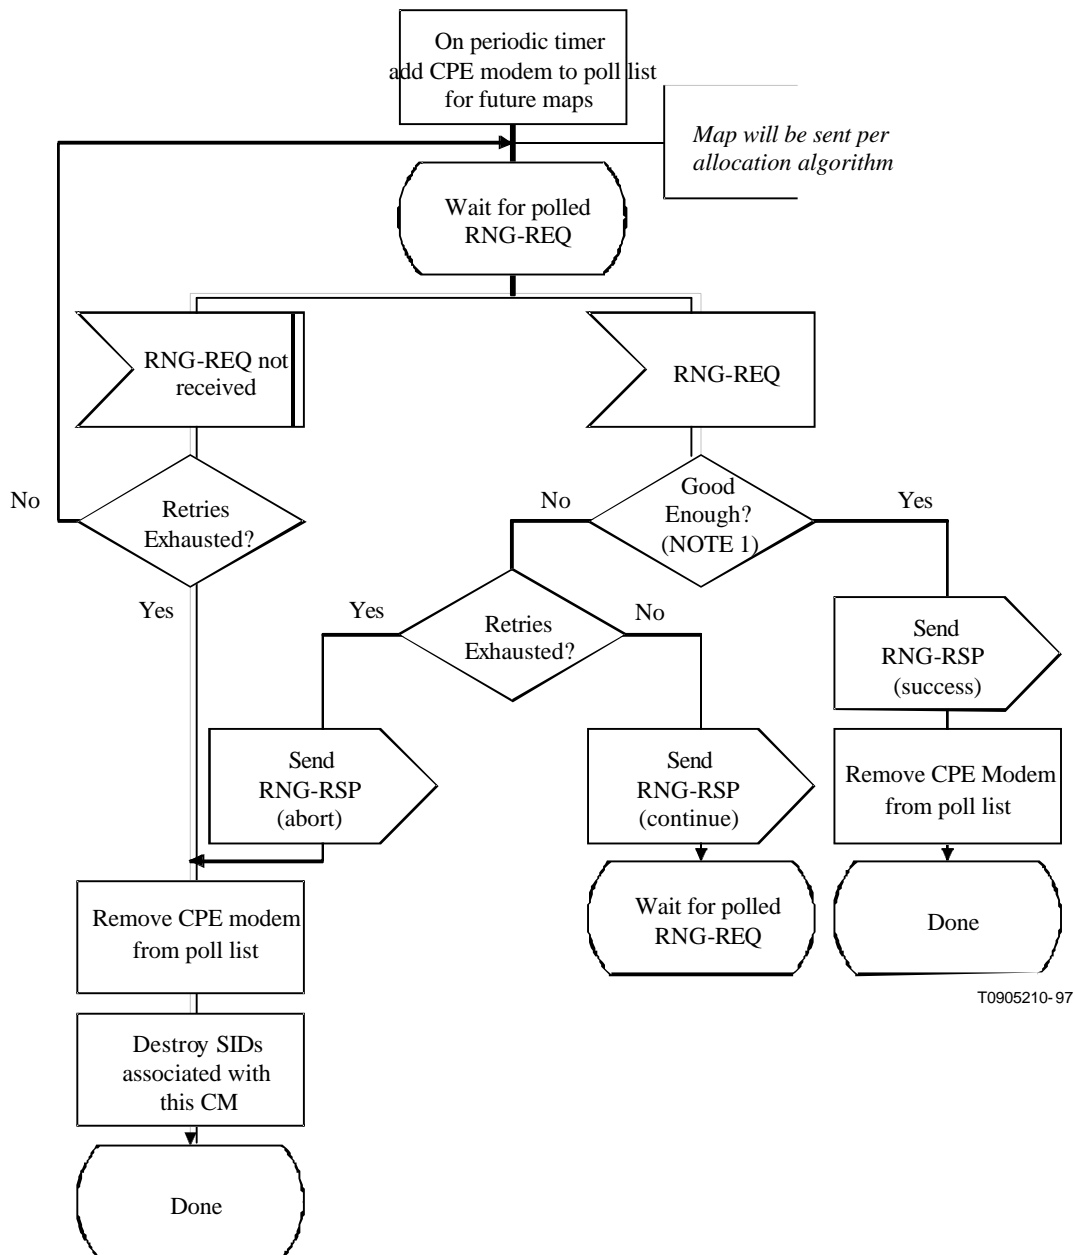 On periodic timer
add CPE modem to poll list
for future maps
Map will be sent per
allocation algorithm
Wait for polled
RNG-REQ
RNG-REQ not
received
RNG-REQ
No
Retries
Exhausted?
Yes
No
Good
Enough?
(NOTE 1)
Yes
Yes
Retries
Exhausted?
No
Send
RNG-RSP
(success)
Send
RNG-RSP
(abort)
Send
RNG-RSP
(continue)
Remove CPE Modem
from poll list
Remove CPE modem
from poll list
Wait for polled
RNG-REQ
Done
T0905210-97
Destroy SIDs
associated with
this CM
Done